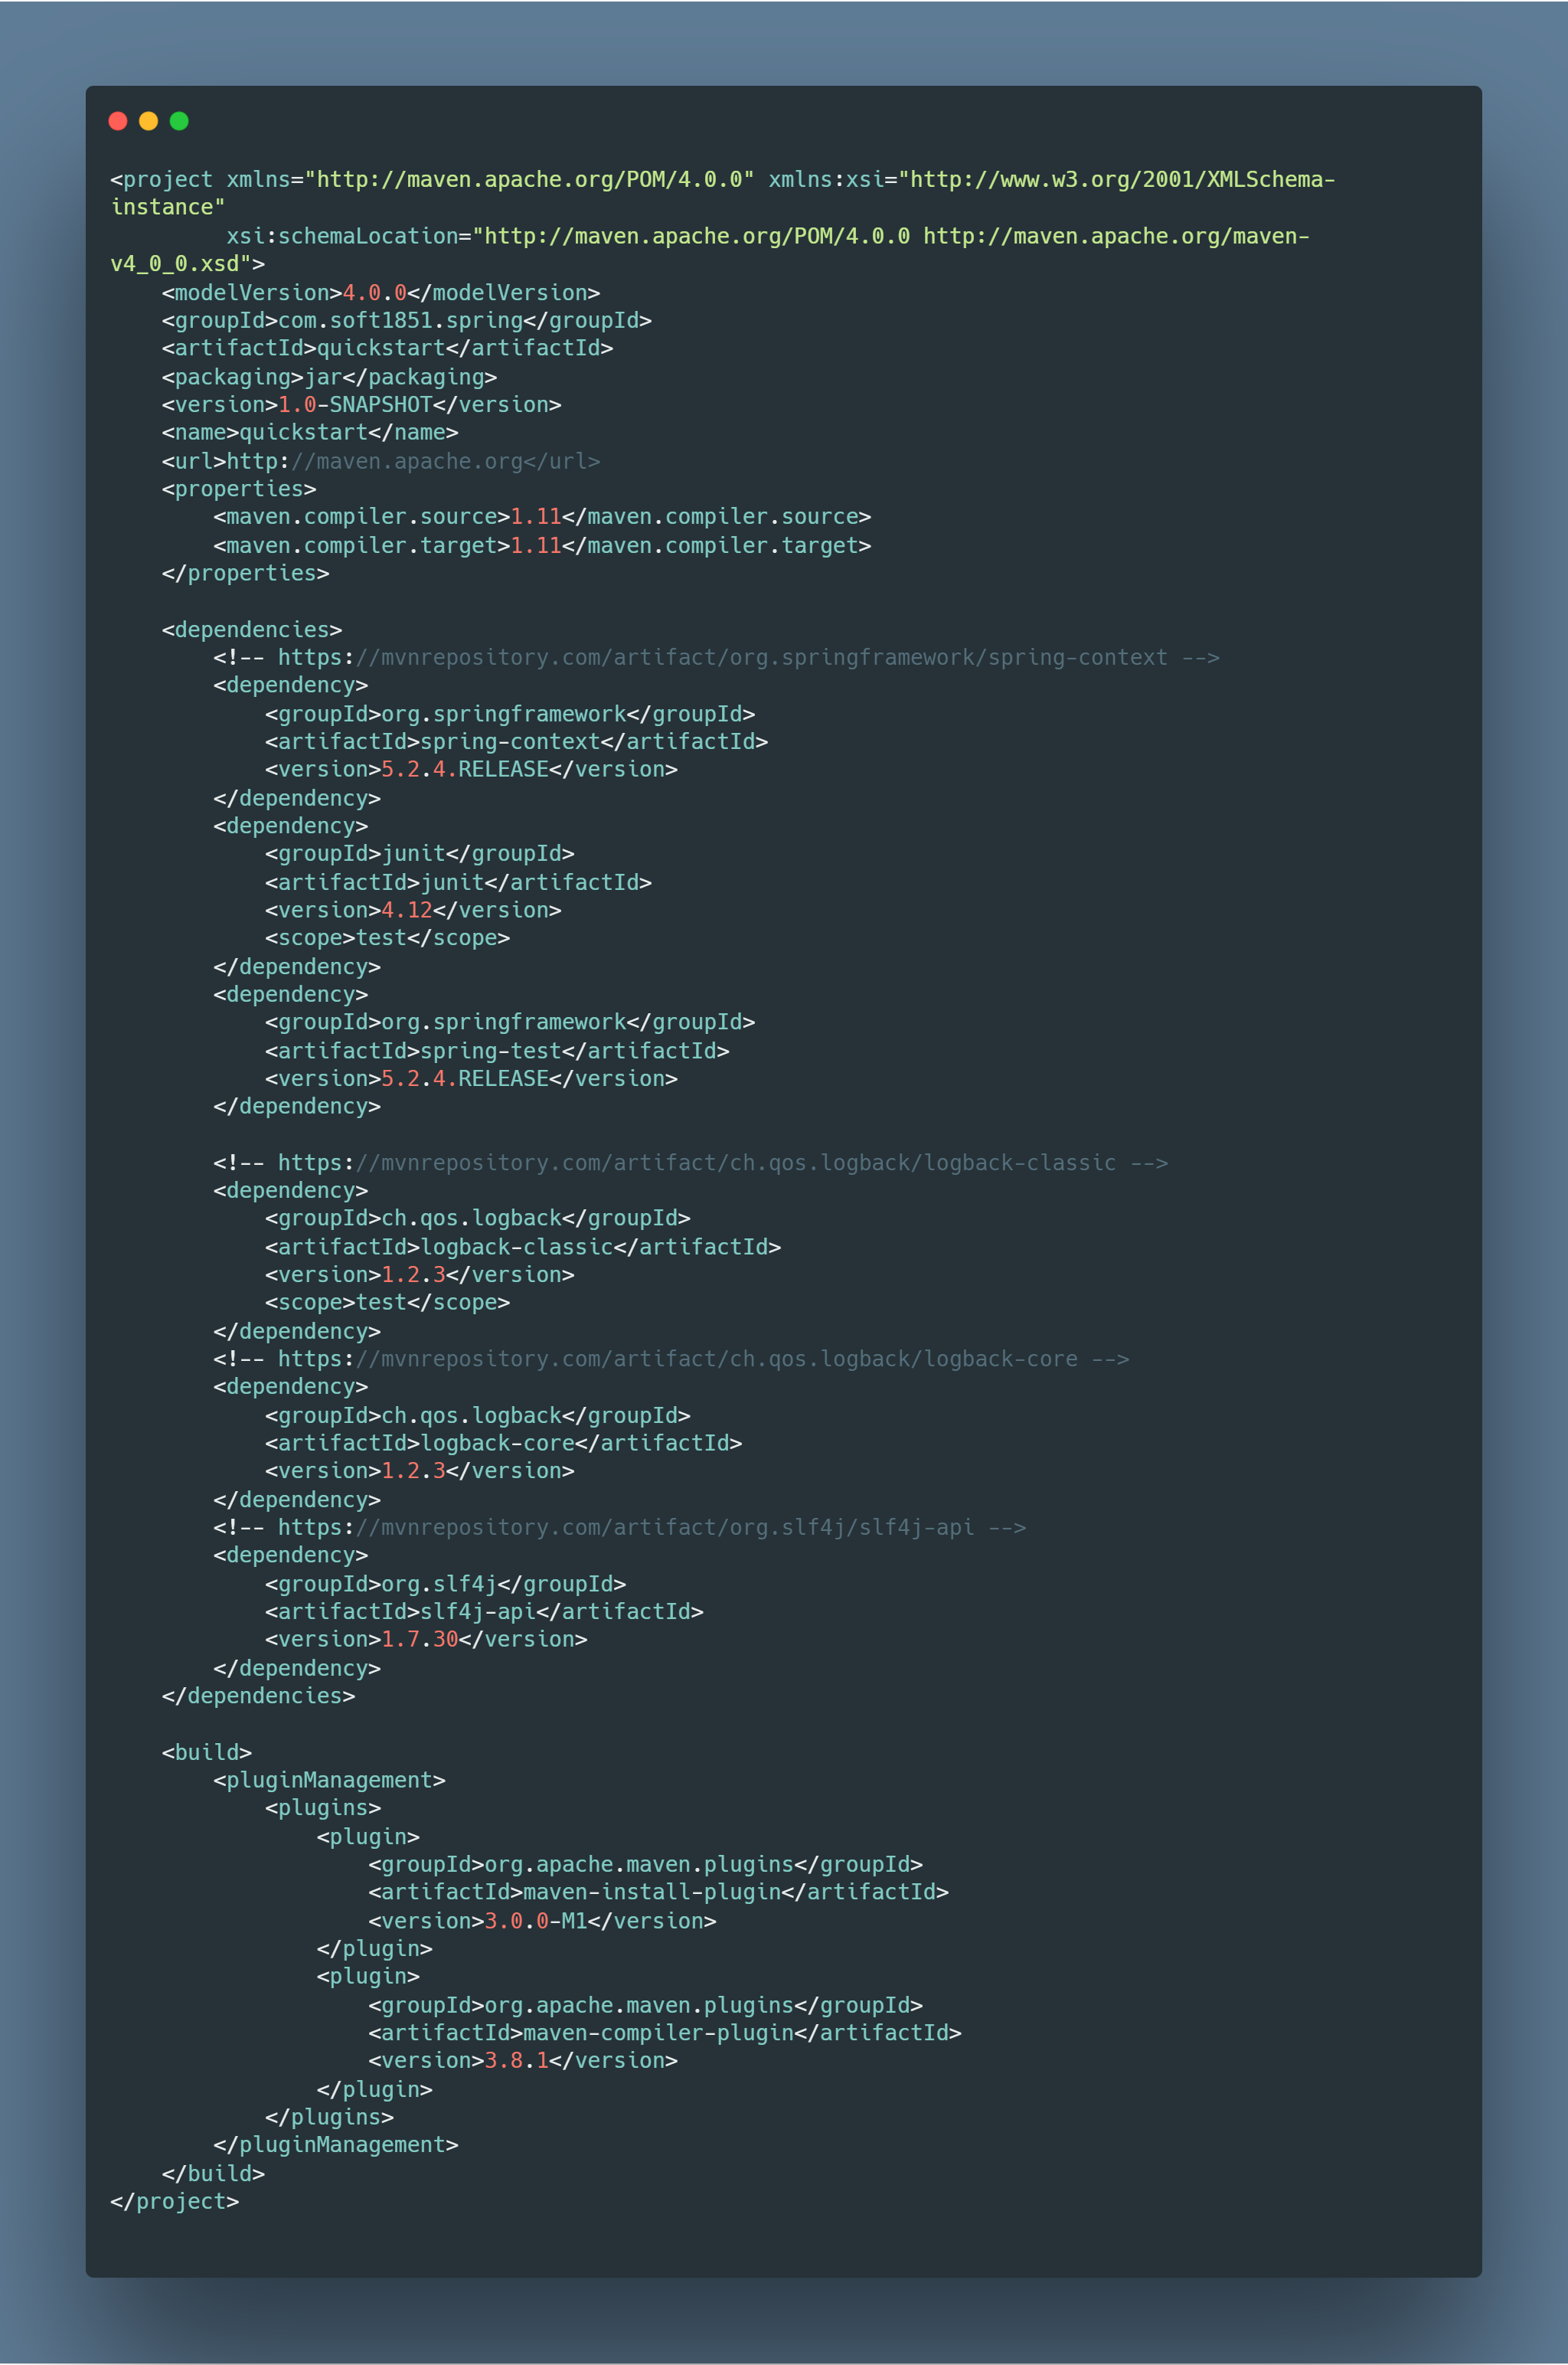 <project xmlns="http://maven.apache.org/POM/4.0.0" xmlns:xsi="http://www.w3.org/2001/XMLSchema-
instance"
         xsi:schemaLocation="http://maven.apache.org/POM/4.0.0 http://maven.apache.org/maven-
v4_0_0.xsd">
    <modelVersion>4.0.0</modelVersion>
    <groupId>com.soft1851.spring</groupId>
    <artifactId>quickstart</artifactId>
    <packaging>jar</packaging>
    <version>1.0-SNAPSHOT</version>
    <name>quickstart</name>
    <url>http://maven.apache.org</url>
    <properties>
        <maven.compiler.source>1.11</maven.compiler.source>
        <maven.compiler.target>1.11</maven.compiler.target>
    </properties>

    <dependencies>
        <!-- https://mvnrepository.com/artifact/org.springframework/spring-context -->
        <dependency>
            <groupId>org.springframework</groupId>
            <artifactId>spring-context</artifactId>
            <version>5.2.4.RELEASE</version>
        </dependency>
        <dependency>
            <groupId>junit</groupId>
            <artifactId>junit</artifactId>
            <version>4.12</version>
            <scope>test</scope>
        </dependency>
        <dependency>
            <groupId>org.springframework</groupId>
            <artifactId>spring-test</artifactId>
            <version>5.2.4.RELEASE</version>
        </dependency>

        <!-- https://mvnrepository.com/artifact/ch.qos.logback/logback-classic -->
        <dependency>
            <groupId>ch.qos.logback</groupId>
            <artifactId>logback-classic</artifactId>
            <version>1.2.3</version>
            <scope>test</scope>
        </dependency>
        <!-- https://mvnrepository.com/artifact/ch.qos.logback/logback-core -->
        <dependency>
            <groupId>ch.qos.logback</groupId>
            <artifactId>logback-core</artifactId>
            <version>1.2.3</version>
        </dependency>
        <!-- https://mvnrepository.com/artifact/org.slf4j/slf4j-api -->
        <dependency>
            <groupId>org.slf4j</groupId>
            <artifactId>slf4j-api</artifactId>
            <version>1.7.30</version>
        </dependency>
    </dependencies>

    <build>
        <pluginManagement>
            <plugins>
                <plugin>
                    <groupId>org.apache.maven.plugins</groupId>
                    <artifactId>maven-install-plugin</artifactId>
                    <version>3.0.0-M1</version>
                </plugin>
                <plugin>
                    <groupId>org.apache.maven.plugins</groupId>
                    <artifactId>maven-compiler-plugin</artifactId>
                    <version>3.8.1</version>
                </plugin>
            </plugins>
        </pluginManagement>
    </build>
</project>